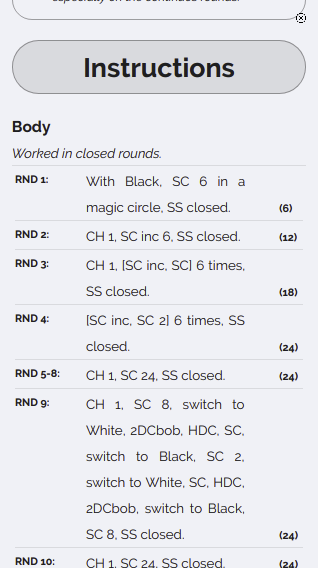 especially on the continued rounds.
Instructions
Body
Worked in closed rounds.
RND 1: With Black, SC 6 in a
magic circle, SS closed. (6)
RND 2: CH 1, SC inc 6, SS closed. (12)
RND 3: CH 1, [SC inc, SC] 6 times,
SS closed. (18)
RND 4: [SC inc, SC 2] 6 times, SS
closed. (24)
RND 5-8: CH 1, SC 24, SS closed. (24)
RND 9: CH 1, SC 8, switch to
White, 2DCbob, HDC, SC,
switch to Black, SC 2,
switch to White, SC, HDC,
2DCbob, switch to Black,
SC 8, SS closed. (24)
RND 10: CH 1, SC 24, SS closed. (24)